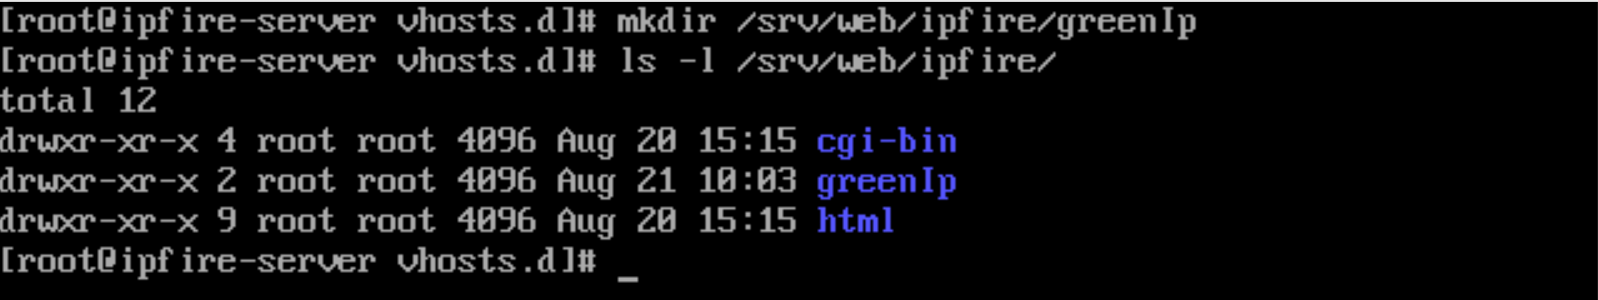 [root@ipfire-server vhosts.d]# mkdir /srv/web/ipfire/greenIp
[root@ipfire-server vhosts.d]# ls -l /srv/web/ipfire/
total 12
drwxr-xr-x 4 root root 4096 Aug 20 15:15 cgi-bin
drwxr-xr-x 2 root root 4096 Aug 21 10:03 greenIp
drwxr-xr-x 9 root root 4096 Aug 20 15:15 html
[root@ipfire-server vhosts.d]# _